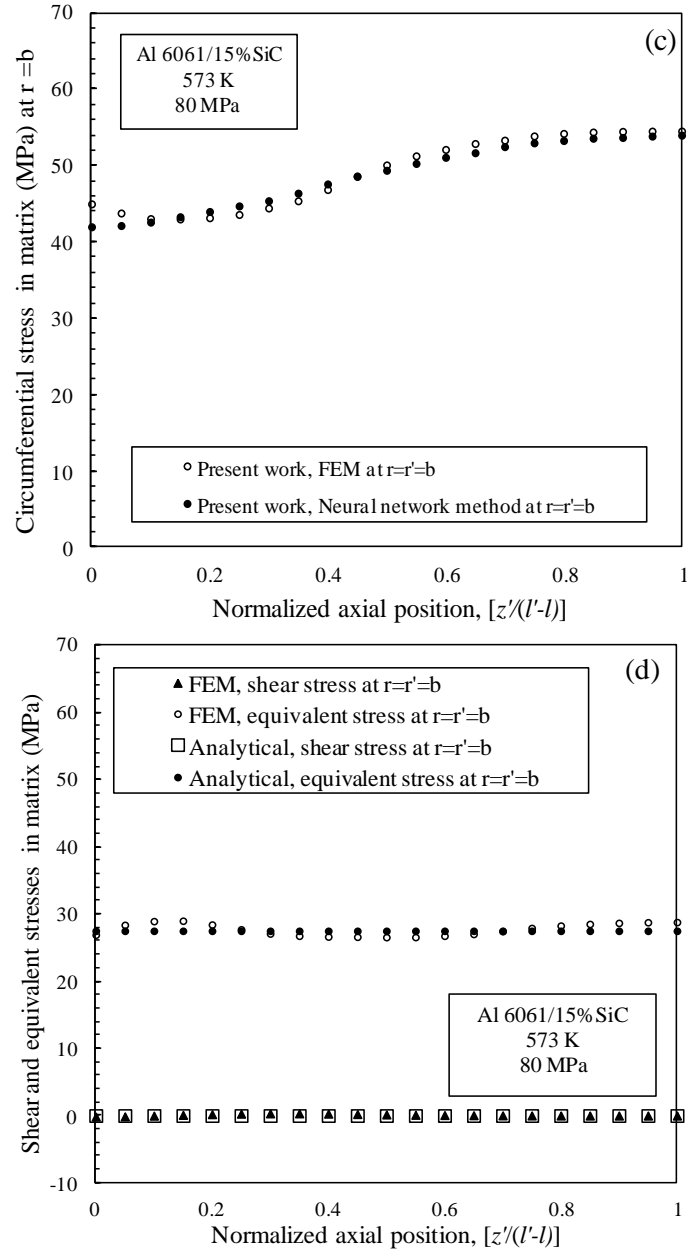 70
60
50
40
30
20
10
0
Circumferential stress in matrix (MPa) at r =b
(c)
Al 6061/15%SiC
573 K
80 MPa
Present work, FEM at r=r'=b
Present work, Neural network method at r=r'=b
0 0.2 0.4 0.6 0.8 1
Normalized axial position, [z'/(l'-l)]
70
60
50
40
30
20
10
0
-10
Shear and equivalent stresses in matrix (MPa)
(d)
FEM, shear stress at r=r'=b
FEM, equivalent stress at r=r'=b
Analytical, shear stress at r=r'=b
Analytical, equivalent stress at r=r'=b
Al 6061/15%SiC
573 K
80 MPa
0 0.2 0.4 0.6 0.8 1
Normalized axial position, [z'/(l'-l)]